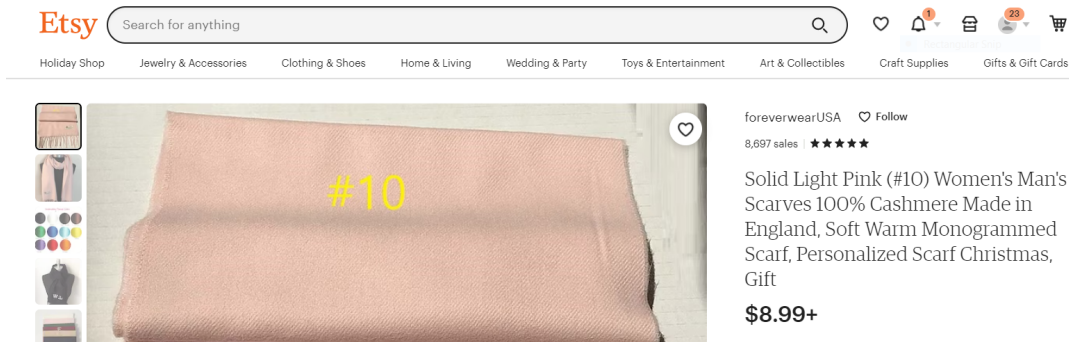 Etsy
Search for anything
1
23
Holiday Shop
Jewelry & Accessories
Clothing & Shoes
Home & Living
Wedding & Party
Toys & Entertainment
Art & Collectibles
Craft Supplies
Gifts & Gift Cards
#10
foreverwearUSA
Follow
8,697 sales
Solid Light Pink (#10) Women's Man's
Scarves 100% Cashmere Made in
England, Soft Warm Monogrammed
Scarf, Personalized Scarf Christmas,
Gift
$8.99+